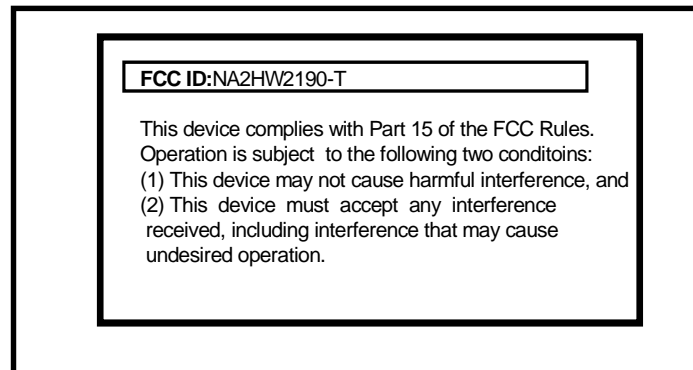 FCC ID:NA2HW2190-T
This device complies with Part 15 of the FCC Rules.
Operation is subject to the following two conditoins:
(1) This device may not cause harmful interference, and
(2) This device must accept any interference
received, including interference that may cause
undesired operation.